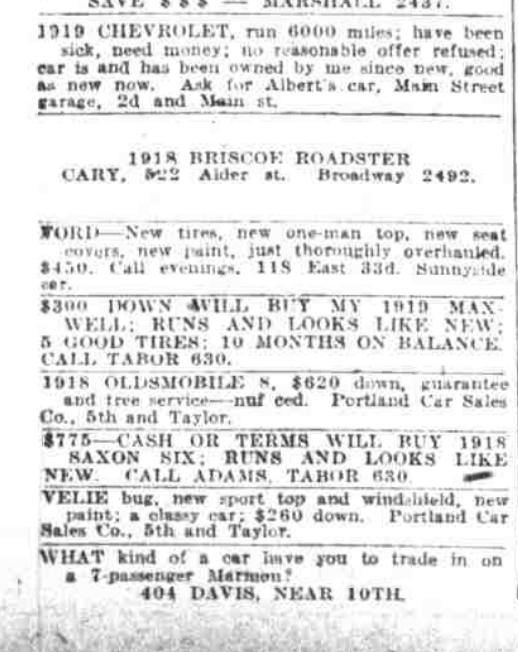 SAVE $$$ — MARSHALL 2437.
1919 CHEVROLET, run 6000 miles; have been
sick, need money; no reasonable offer refused;
car is and has been owned by me since new, good
as new now. Ask for Albert's car, Main Street
garage, 2d and Main st.
1918 BRISCOE ROADSTER
CARY, 522 Alder st. Broadway 2492.
FORD—New tires, new one-man top, new seat
covers, new paint, just thoroughly overhauled.
$450. Call evenings, 118 East 33d. Sunnyside
car.
$300 DOWN WILL BUY MY 1919 MAX-
WELL; RUNS AND LOOKS LIKE NEW;
5 GOOD TIRES; 10 MONTHS ON BALANCE.
CALL TABOR 630.
1918 OLDSMOBILE 8, $620 down, guarantee
and free service—nuf ced. Portland Car Sales
Co., 5th and Taylor.
$775—CASH OR TERMS WILL BUY 1918
SAXON SIX; RUNS AND LOOKS LIKE
NEW. CALL ADAMS, TABOR 630.
VELIE bug, new sport top and windshield, new
paint; a classy car; $260 down. Portland Car
Sales Co., 5th and Taylor.
WHAT kind of a car have you to trade in on
a 7-passenger Marmon?
404 DAVIS, NEAR 10TH.